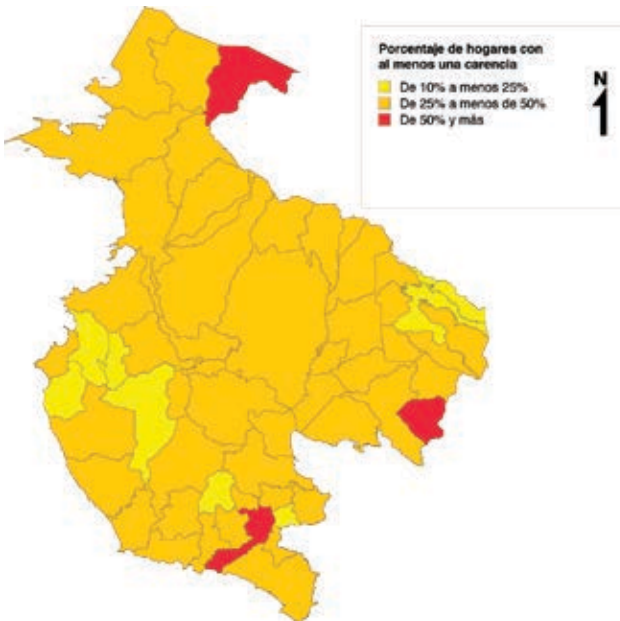 Porcentaje de hogares con
al menos una carencia
De 10% a menos 25%
De 25% a menos de 50%
De 50% y más
N